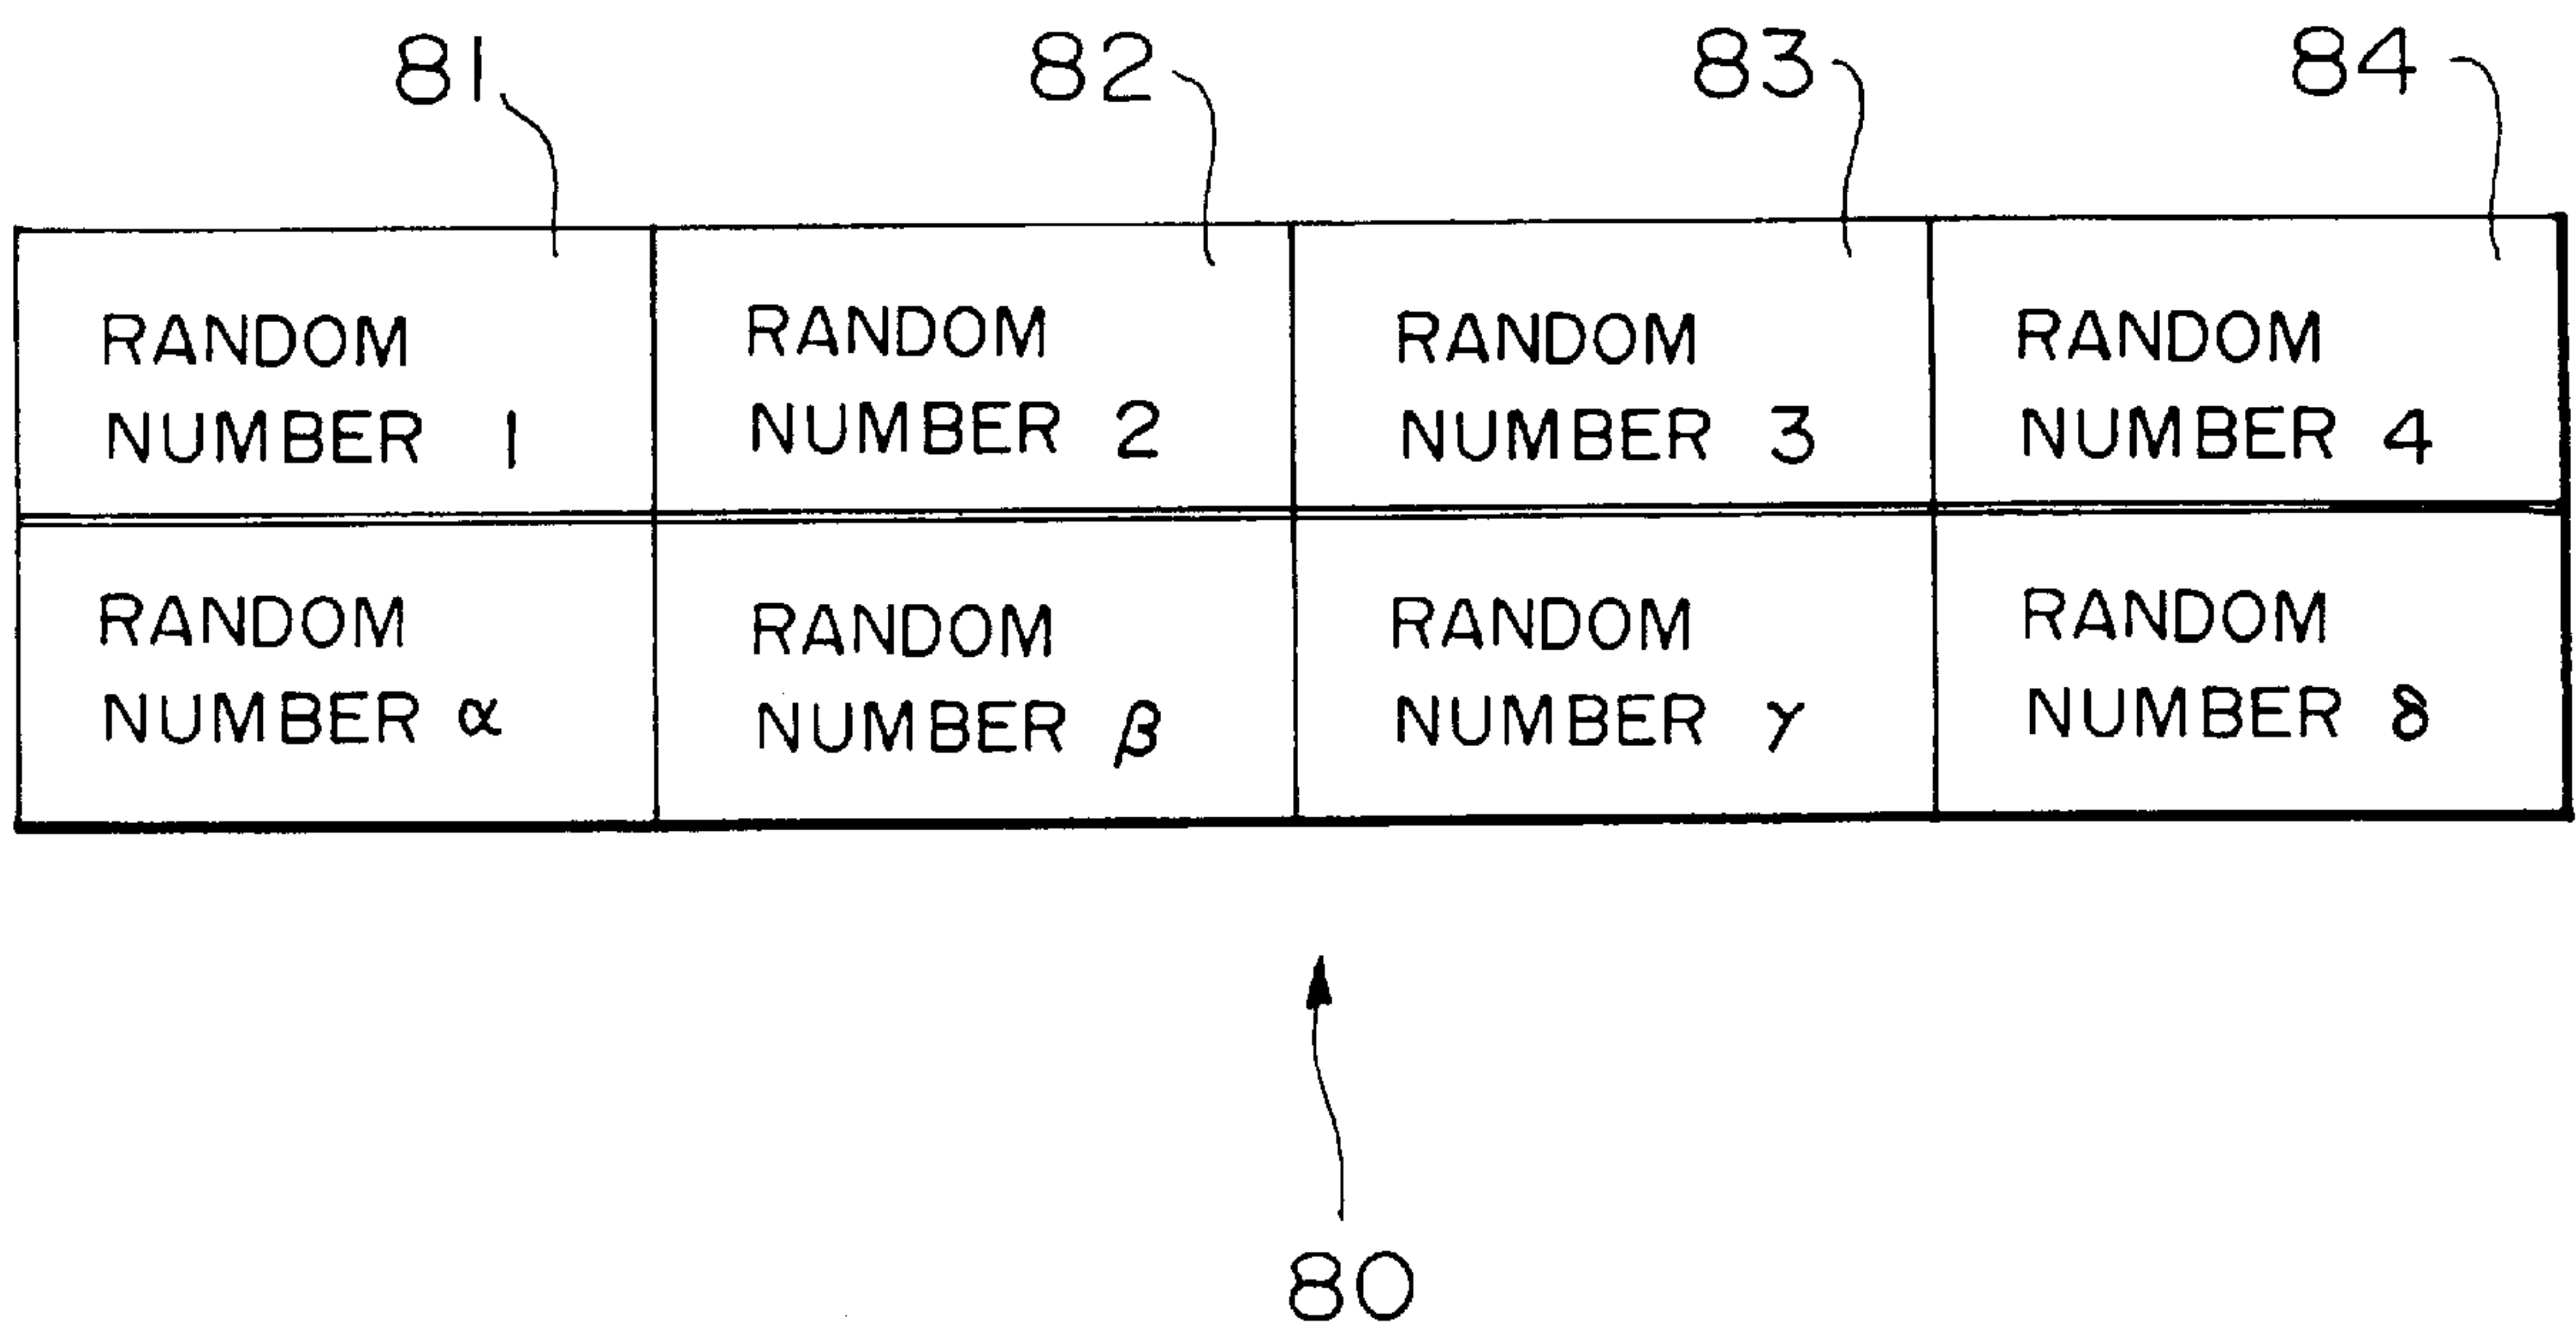 81 82 83 84
RANDOM NUMBER 1
RANDOM NUMBER 2
RANDOM NUMBER 3
RANDOM NUMBER 4
RANDOM NUMBER α
RANDOM NUMBER β
RANDOM NUMBER γ
RANDOM NUMBER δ
80